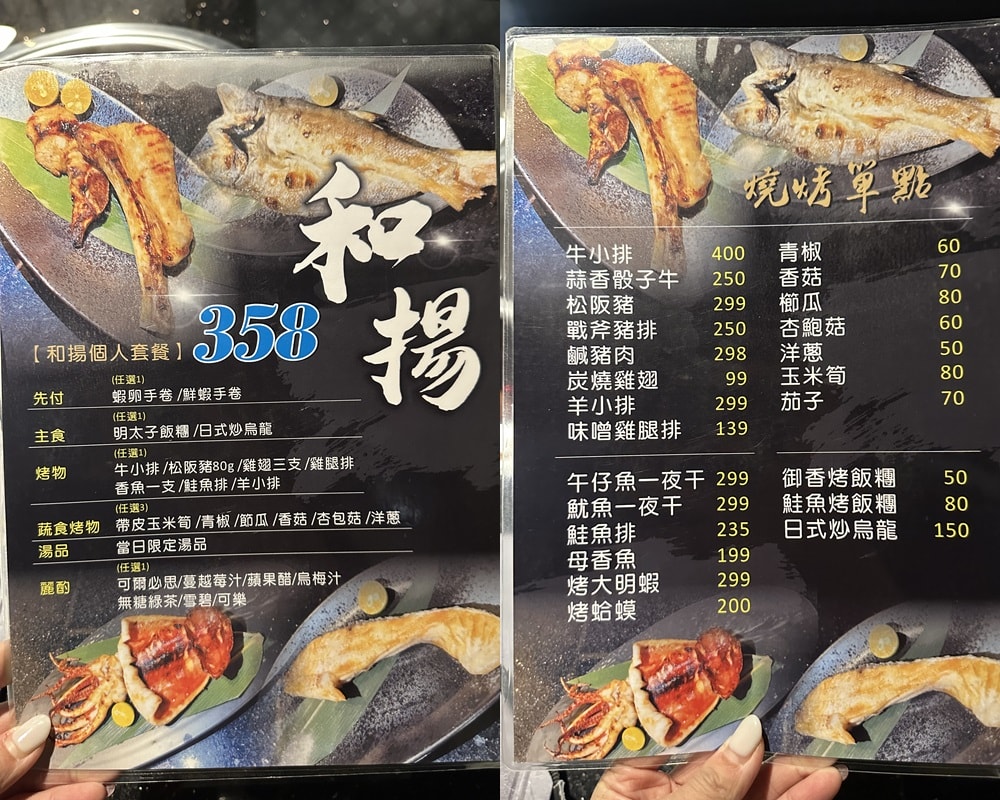 和揚
【和揚個人套餐】358
(任選1)
先付 蝦卵手卷/鮮蝦手卷
(任選1)
主食 明太子飯糰/日式炒烏龍
(任選1)
烤物 牛小排/松阪豬80g/雞翅三支/雞腿排
香魚一支/鮭魚排/羊小排
(任選3)
蔬食烤物 帶皮玉米筍/青椒/節瓜/香菇/杏包菇/洋蔥
湯品 當日限定湯品
(任選1)
麗酌 可爾必思/蔓越莓汁/蘋果醋/烏梅汁
無糖綠茶/雪碧/可樂
燒烤單點
牛小排 400
蒜香骰子牛 250
松阪豬 299
戰斧豬排 250
鹹豬肉 298
炭燒雞翅 99
羊小排 299
味噌雞腿排 139
青椒 60
香菇 70
櫛瓜 80
杏鮑菇 60
洋蔥 50
玉米筍 80
茄子 70
午仔魚一夜干 299
魷魚一夜干 299
鮭魚排 235
母香魚 199
烤大明蝦 299
烤蛤蟆 200
御香烤飯糰 50
鮭魚烤飯糰 80
日式炒烏龍 150